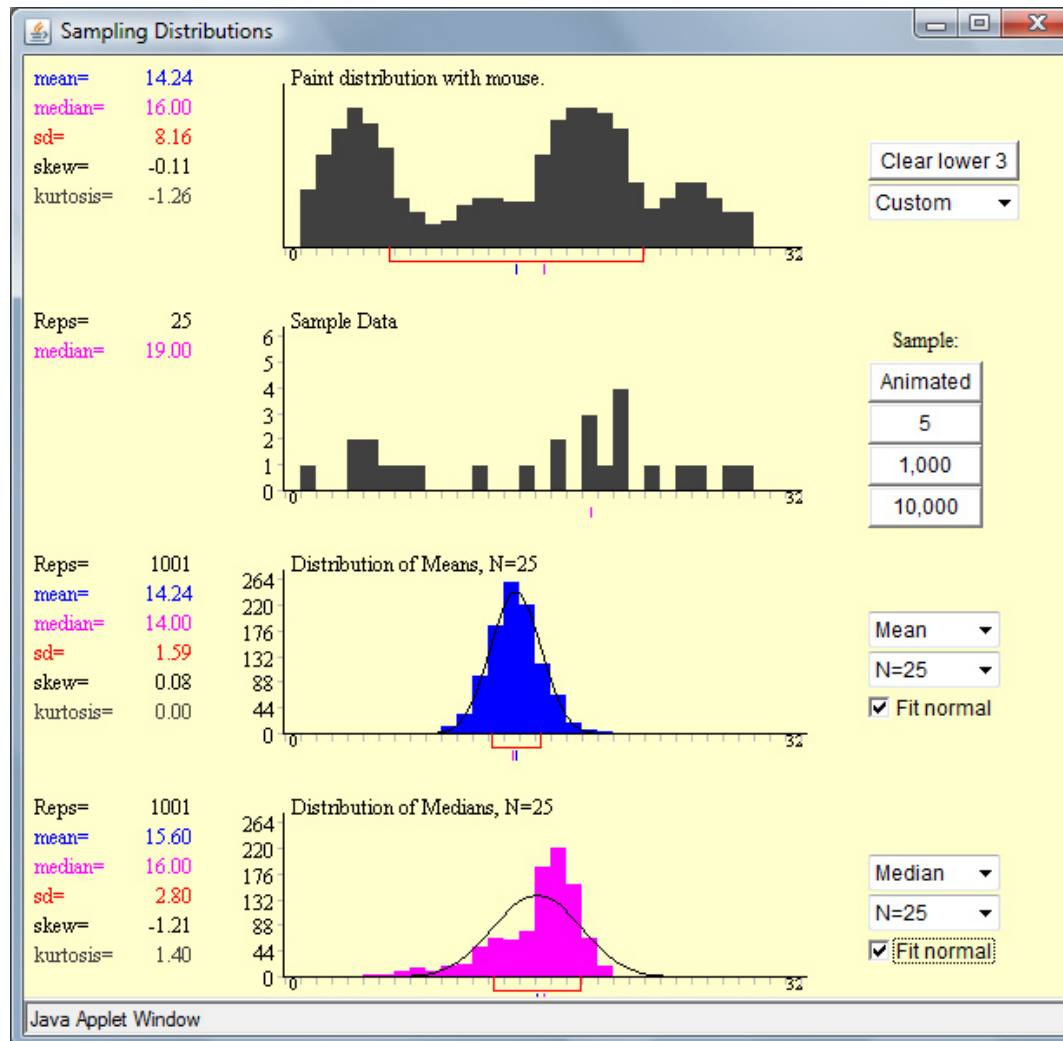 Sampling Distributions
mean= 14.24
median= 16.00
sd= 8.16
skew= -0.11
kurtosis= -1.26
Paint distribution with mouse.
0 32
Clear lower 3
Custom
Reps= 25
median= 19.00
Sample Data
6
5
4
3
2
1
0
0 32
Sample:
Animated
5
1,000
10,000
Reps= 1001
mean= 14.24
median= 14.00
sd= 1.59
skew= 0.08
kurtosis= 0.00
Distribution of Means, N=25
264
220
176
132
88
44
0
0 32
Mean
N=25
Fit normal
Reps= 1001
mean= 15.60
median= 16.00
sd= 2.80
skew= -1.21
kurtosis= 1.40
Distribution of Medians, N=25
264
220
176
132
88
44
0
0 32
Median
N=25
Fit normal
Java Applet Window